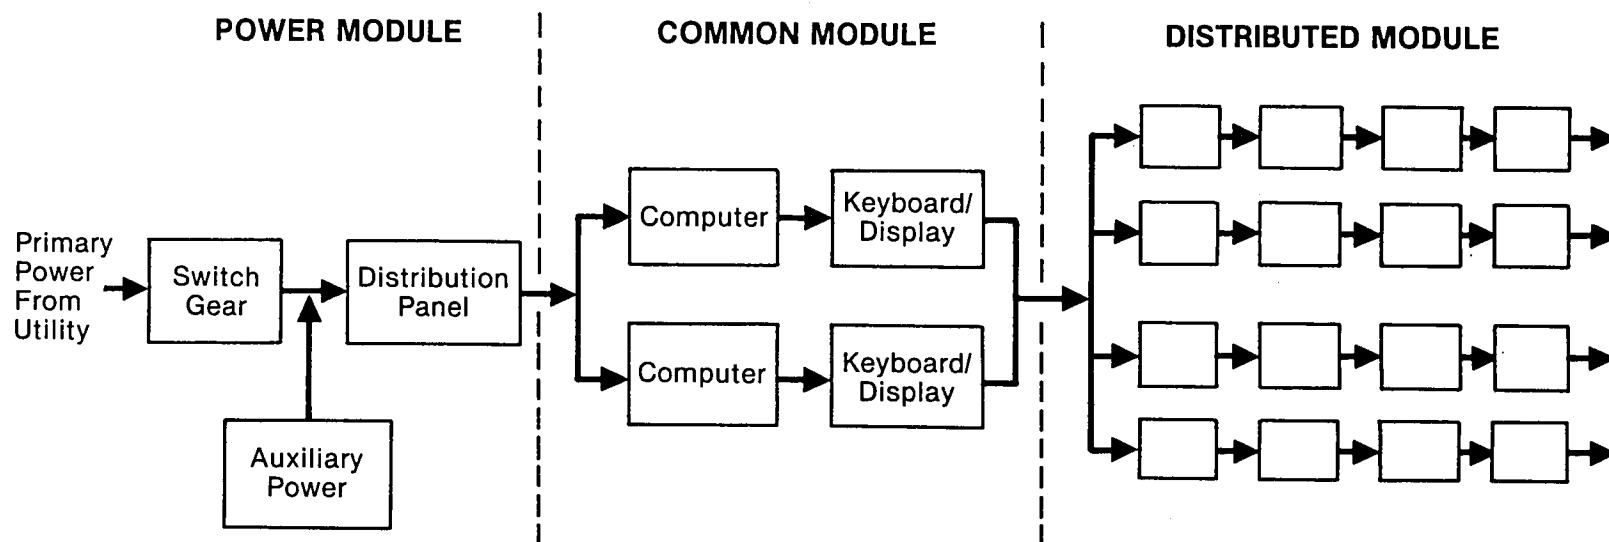 POWER MODULE
COMMON MODULE
DISTRIBUTED MODULE
Primary
Power
From
Utility
Switch
Gear
Distribution
Panel
Auxiliary
Power
Computer
Keyboard/
Display
Computer
Keyboard/
Display